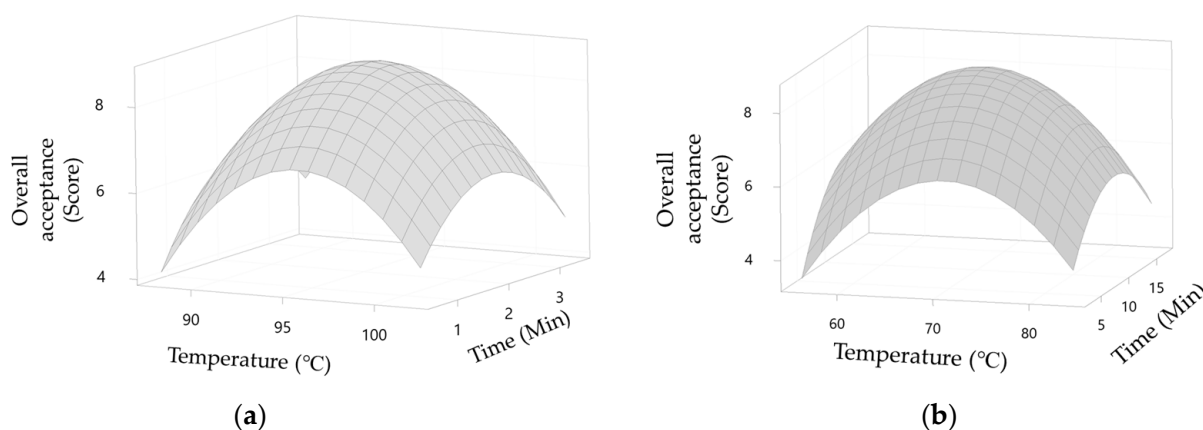 Overall
acceptance
(Score)
8
6
4
90
95
100
Temperature (°C)
1
2
3
Time (Min)
(a)
Overall
acceptance
(Score)
8
6
4
60
70
80
Temperature (°C)
5
10
15
Time (Min)
(b)